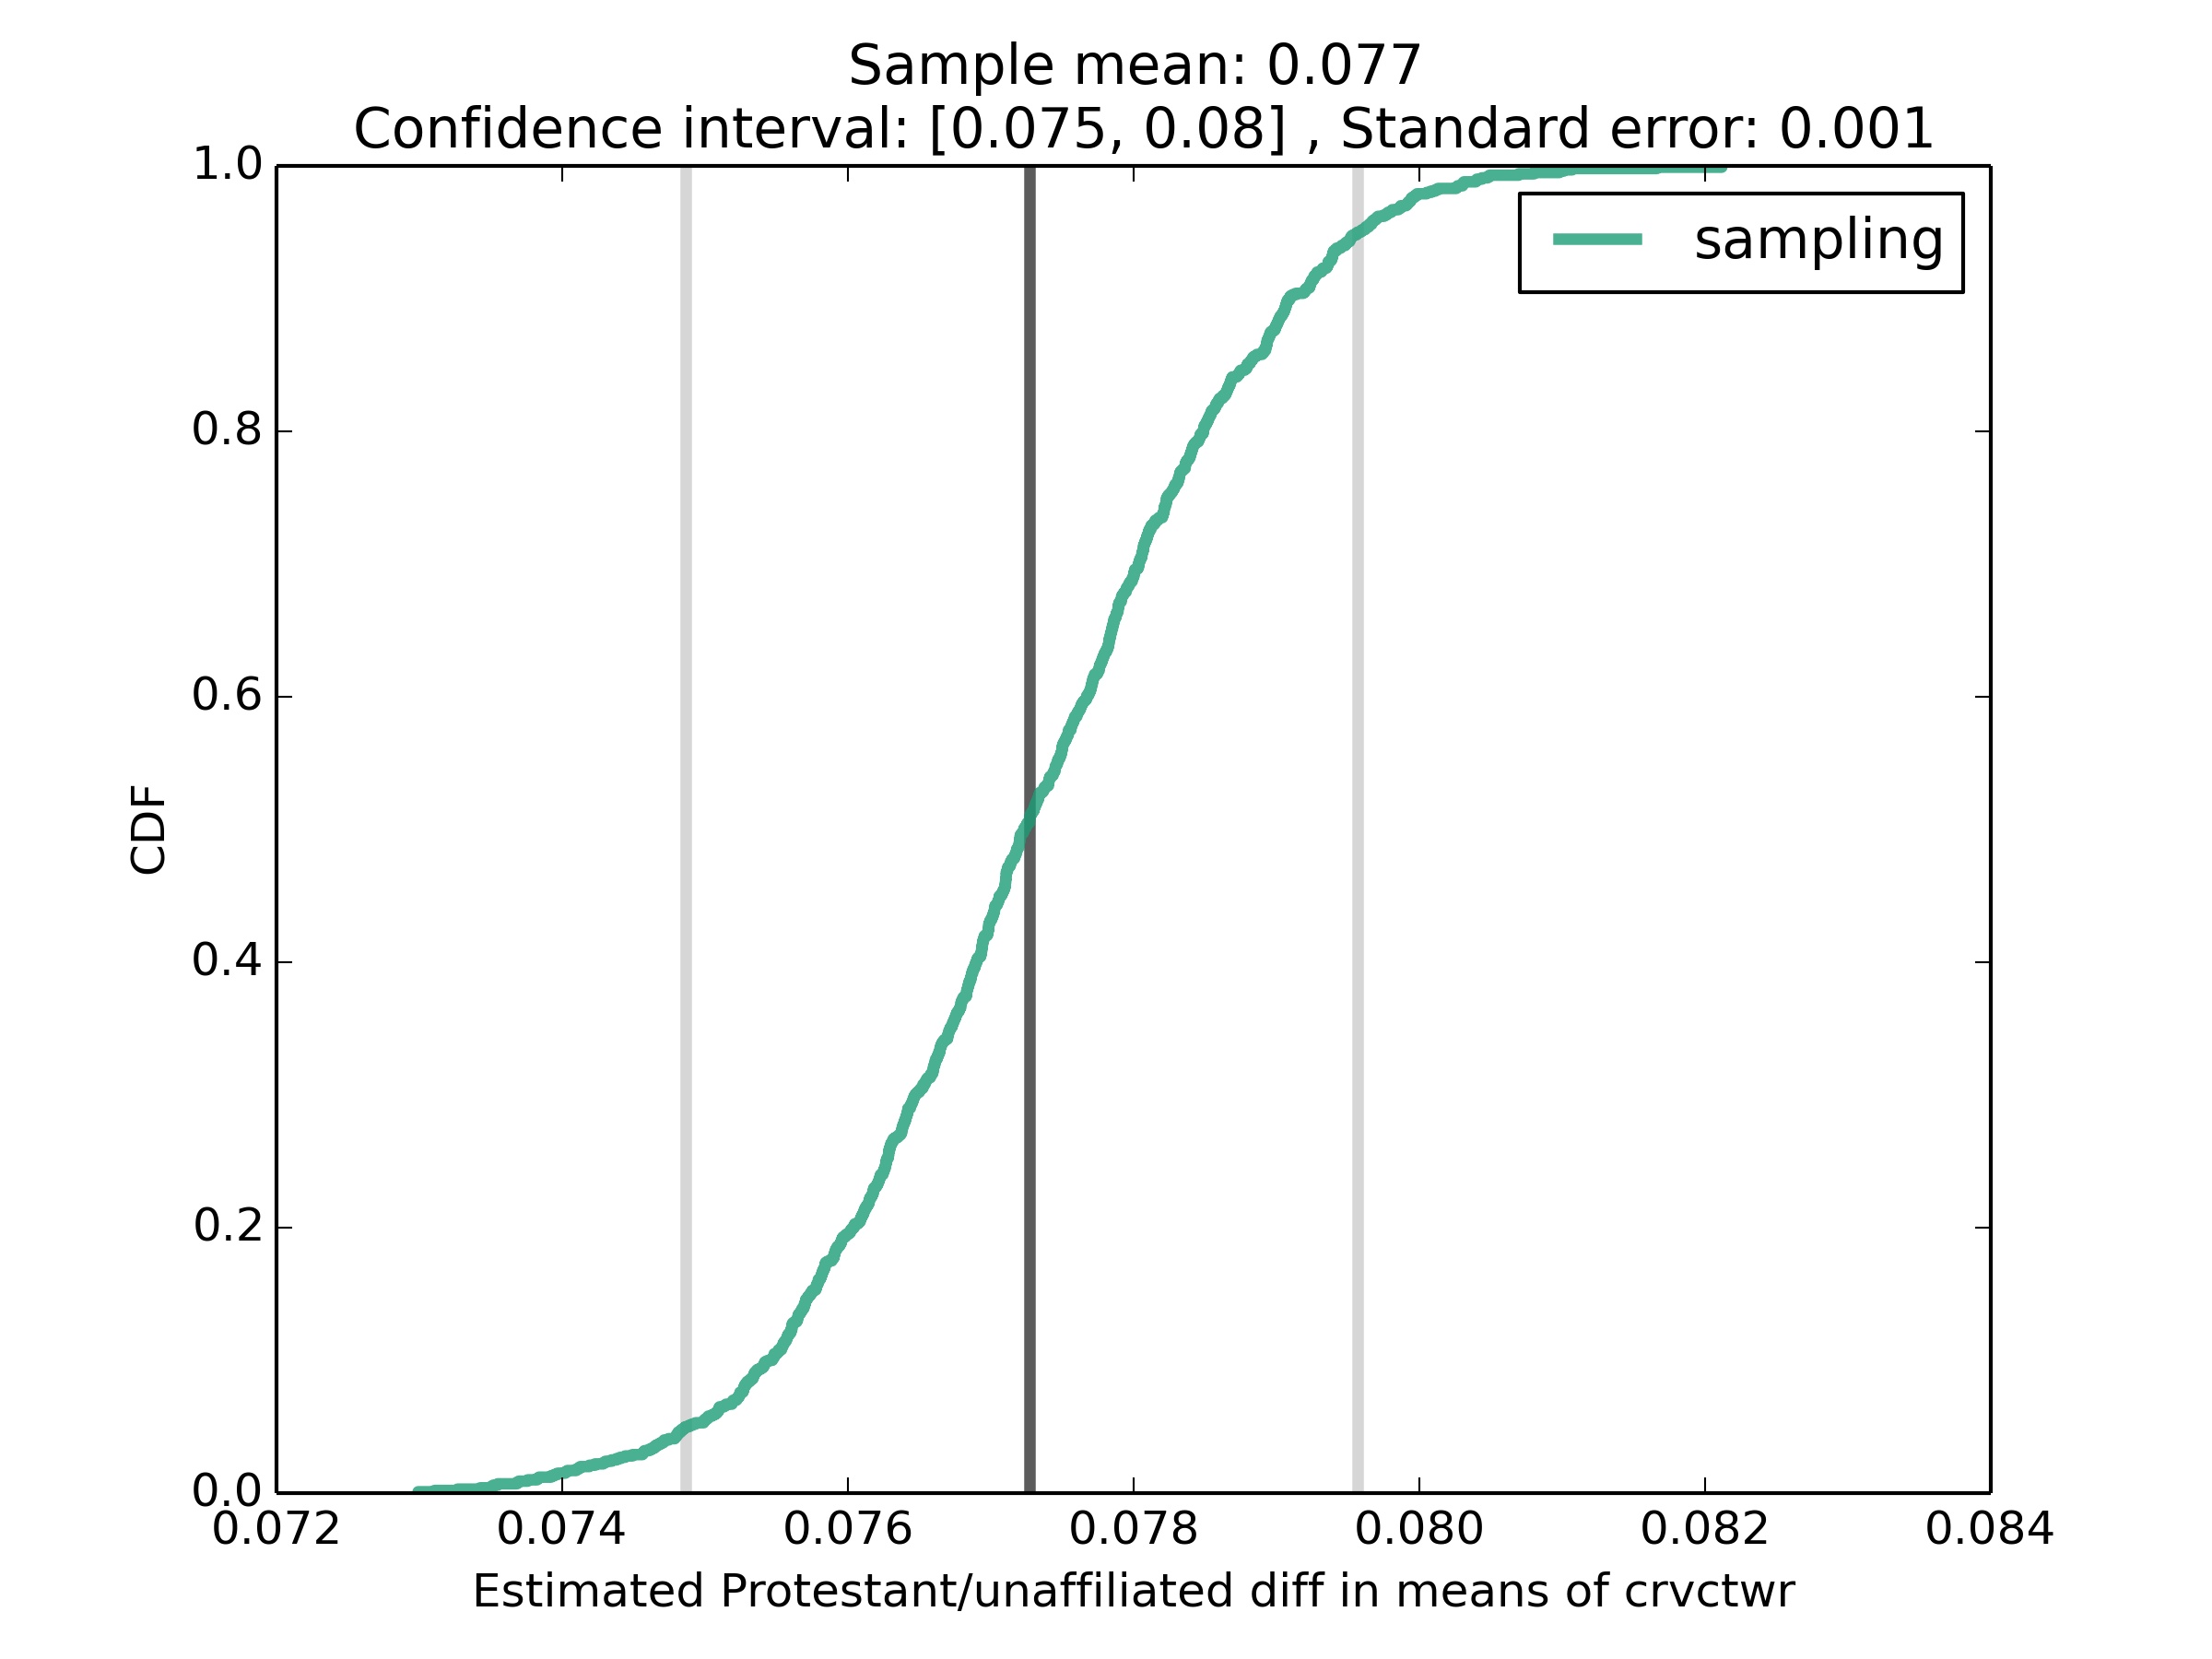 Sample mean: 0.077
Confidence interval: [0.075, 0.08] , Standard error: 0.001
1.0
sampling
0.8
0.6
CDF
0.4
0.2
0.0
0.072 0.074 0.076 0.078 0.080 0.082 0.084
Estimated Protestant/unaffiliated diff in means of crvctwr